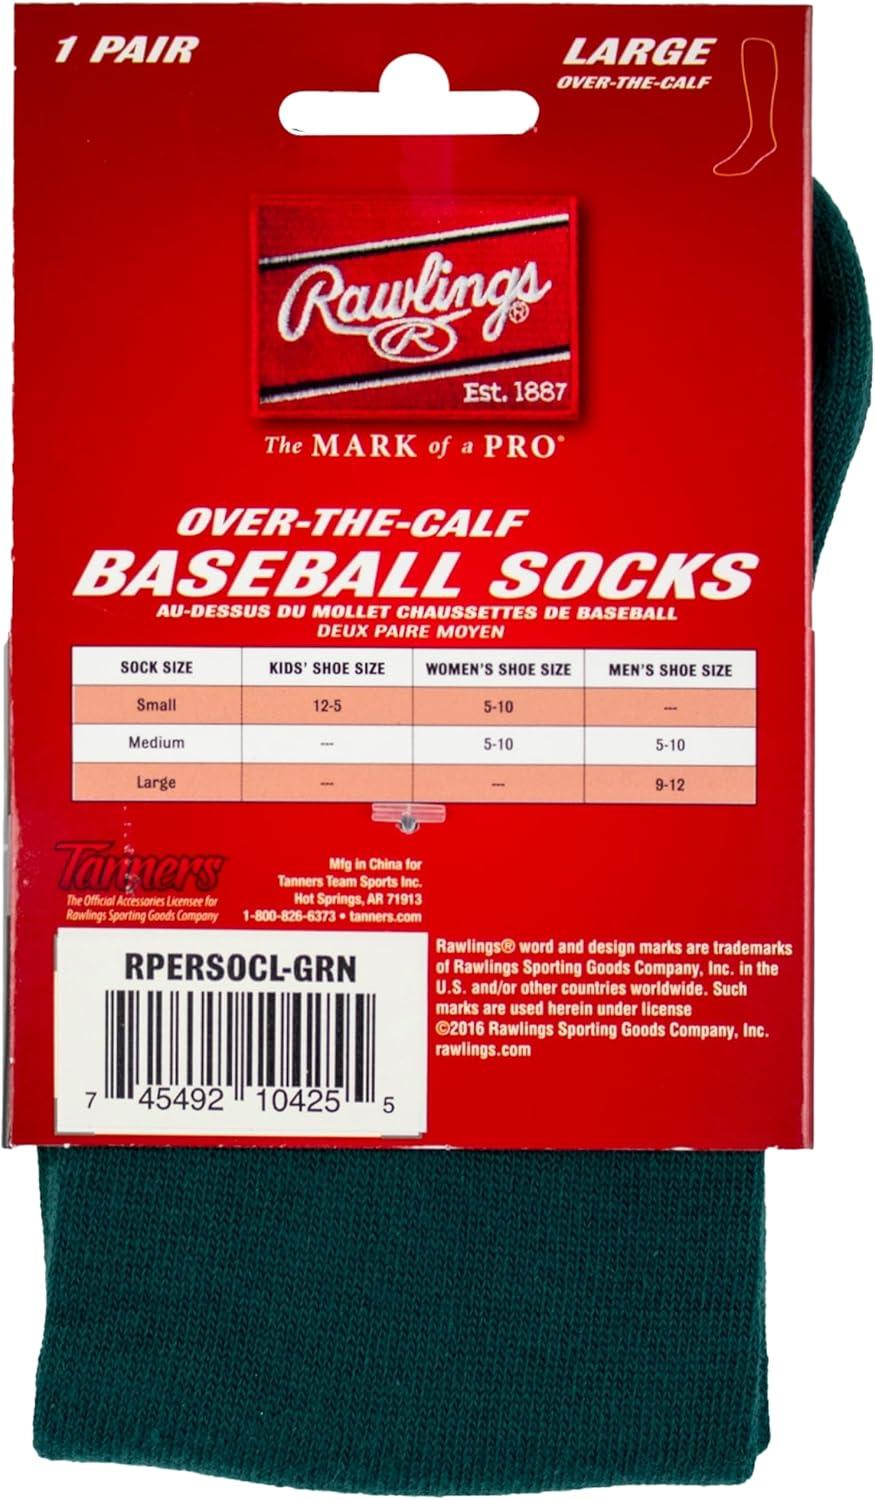 1 PAIR
LARGE
OVER-THE-CALF
Rawlings®
R
Est. 1887
The MARK of a PRO®
OVER-THE-CALF
BASEBALL SOCKS
AU-DESSUS DU MOLLET CHAUSSETTES DE BASEBALL
DEUX PAIRE MOYEN
SOCK SIZE KIDS' SHOE SIZE WOMEN'S SHOE SIZE MEN'S SHOE SIZE
Small 12-5 5-10 ---
Medium --- 5-10 5-10
Large --- --- 9-12
Tanners
The Official Accessories Licensee for
Rawlings Sporting Goods Company
Mfg in China for
Tanners Team Sports Inc.
Hot Springs, AR 71913
1-800-826-6373 • tanners.com
RPERSOCL-GRN
7 45492 10425 5
Rawlings® word and design marks are trademarks
of Rawlings Sporting Goods Company, Inc. in the
U.S. and/or other countries worldwide. Such
marks are used herein under license
©2016 Rawlings Sporting Goods Company, Inc.
rawlings.com